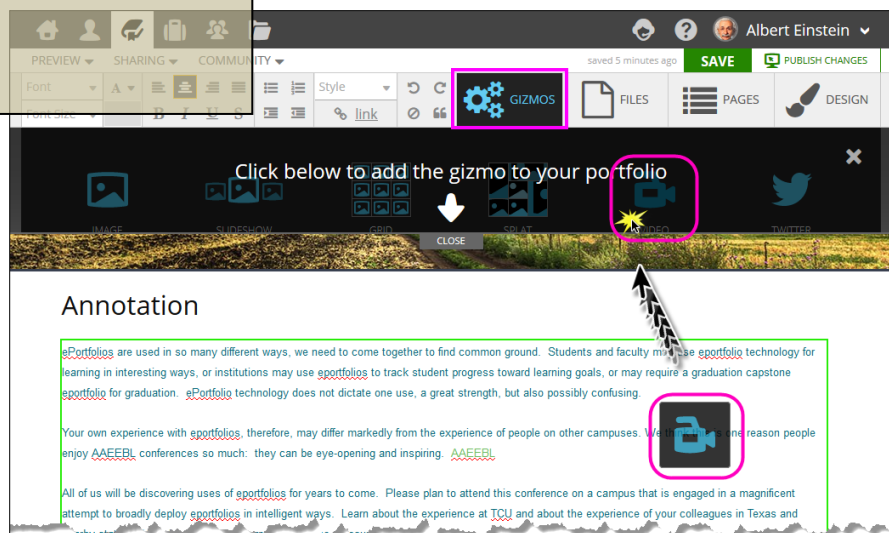 Albert Einstein
PREVIEW SHARING COMMUNITY saved 5 minutes ago SAVE PUBLISH CHANGES
Font A Style GIZMOS FILES PAGES DESIGN
Font Size B I U S link
Click below to add the gizmo to your portfolio
IMAGE SLIDESHOW GRID SPLAT VIDEO TWITTER
CLOSE
Annotation
ePortfolios are used in so many different ways, we need to come together to find common ground. Students and faculty may use eportfolio technology for
learning in interesting ways, or institutions may use eportfolios to track student progress toward learning goals, or may require a graduation capstone
eportfolio for graduation. ePortfolio technology does not dictate one use, a great strength, but also possibly confusing.
Your own experience with eportfolios, therefore, may differ markedly from the experience of people on other campuses. We think this is one reason people
enjoy AAEEBL conferences so much: they can be eye-opening and inspiring. AAEEBL
All of us will be discovering uses of eportfolios for years to come. Please plan to attend this conference on a campus that is engaged in a magnificent
attempt to broadly deploy eportfolios in intelligent ways. Learn about the experience at TCU and about the experience of your colleagues in Texas and